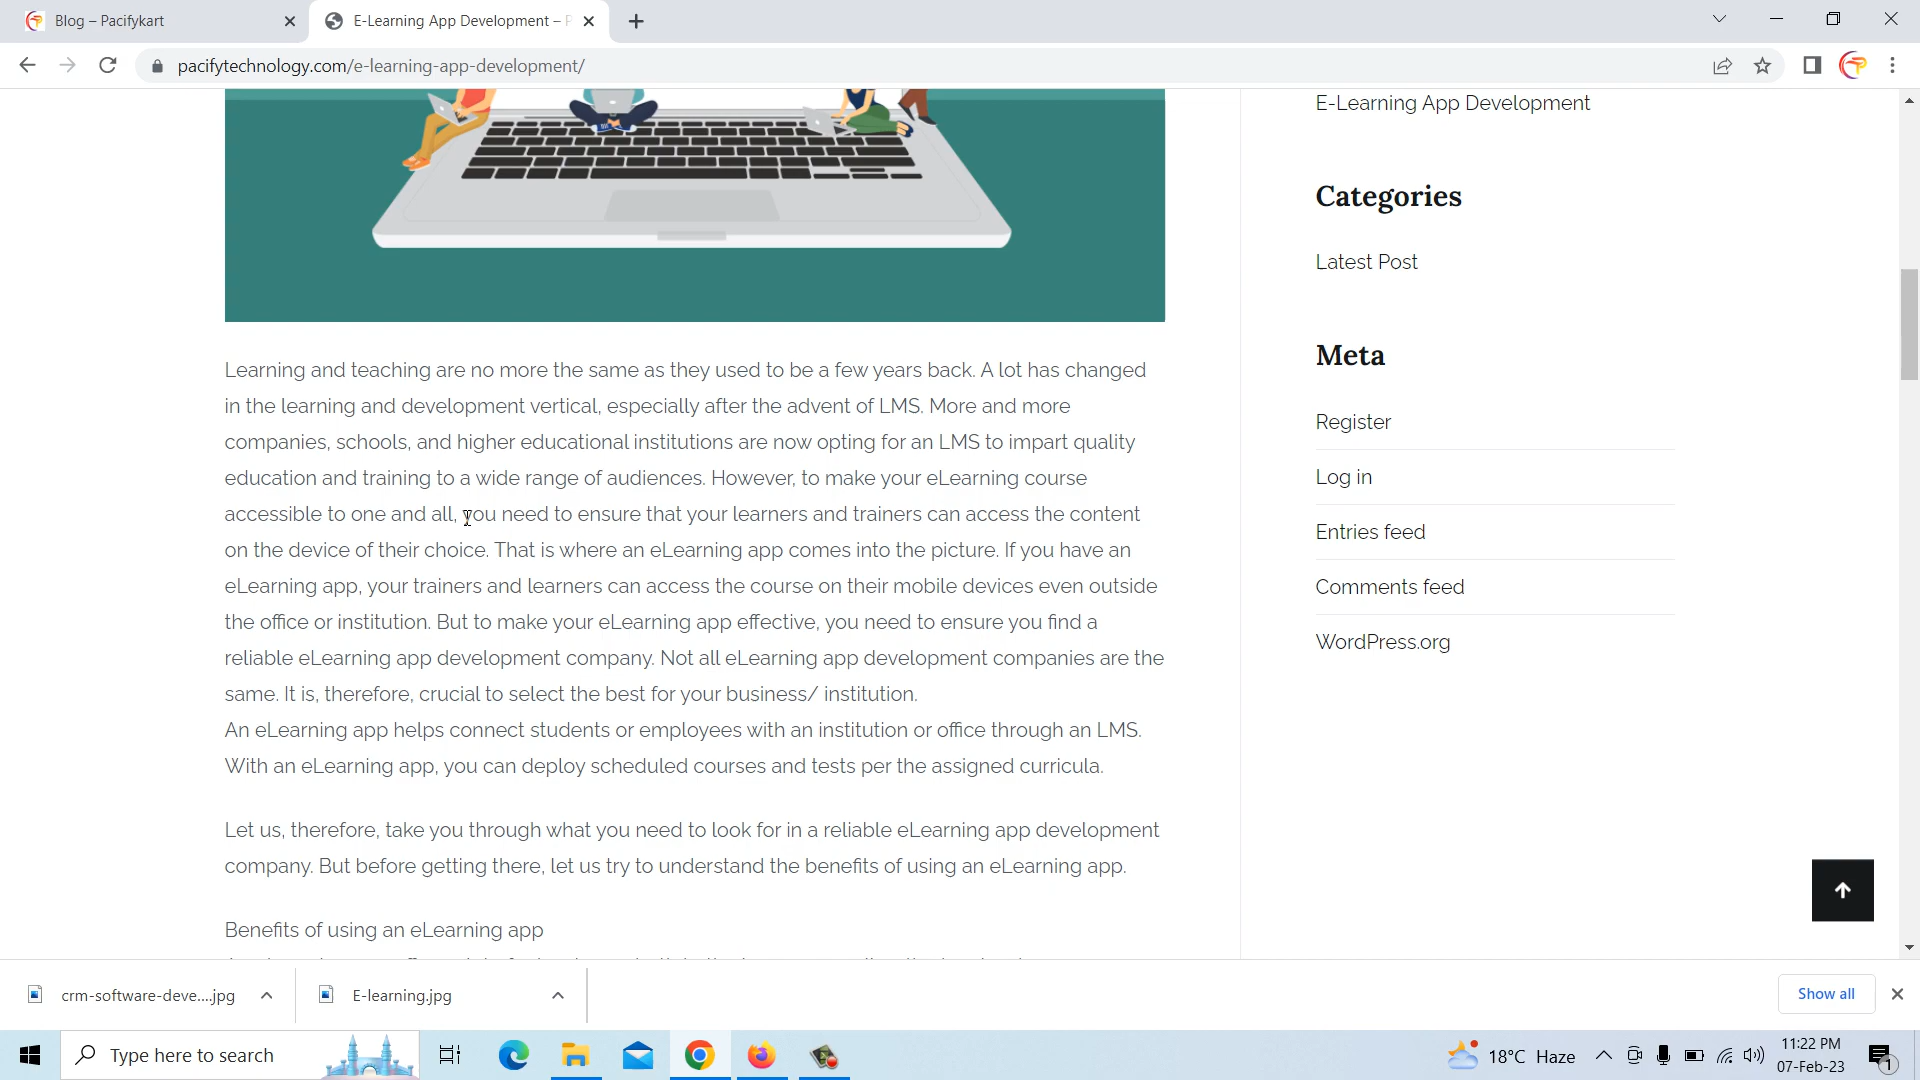 Blog – Pacifykart
E-Learning App Development –
pacifytechnology.com/e-learning-app-development/
E-Learning App Development
Categories
Latest Post
Meta
Register
Log in
Entries feed
Comments feed
WordPress.org
Learning and teaching are no more the same as they used to be a few years back. A lot has changed
in the learning and development vertical, especially after the advent of LMS. More and more
companies, schools, and higher educational institutions are now opting for an LMS to impart quality
education and training to a wide range of audiences. However, to make your eLearning course
accessible to one and all, you need to ensure that your learners and trainers can access the content
on the device of their choice. That is where an eLearning app comes into the picture. If you have an
eLearning app, your trainers and learners can access the course on their mobile devices even outside
the office or institution. But to make your eLearning app effective, you need to ensure you find a
reliable eLearning app development company. Not all eLearning app development companies are the
same. It is, therefore, crucial to select the best for your business/ institution.
An eLearning app helps connect students or employees with an institution or office through an LMS.
With an eLearning app, you can deploy scheduled courses and tests per the assigned curricula.
Let us, therefore, take you through what you need to look for in a reliable eLearning app development
company. But before getting there, let us try to understand the benefits of using an eLearning app.
Benefits of using an eLearning app
crm-software-deve....jpg
E-learning.jpg
Show all
Type here to search
18°C Haze
11:22 PM
07-Feb-23
1